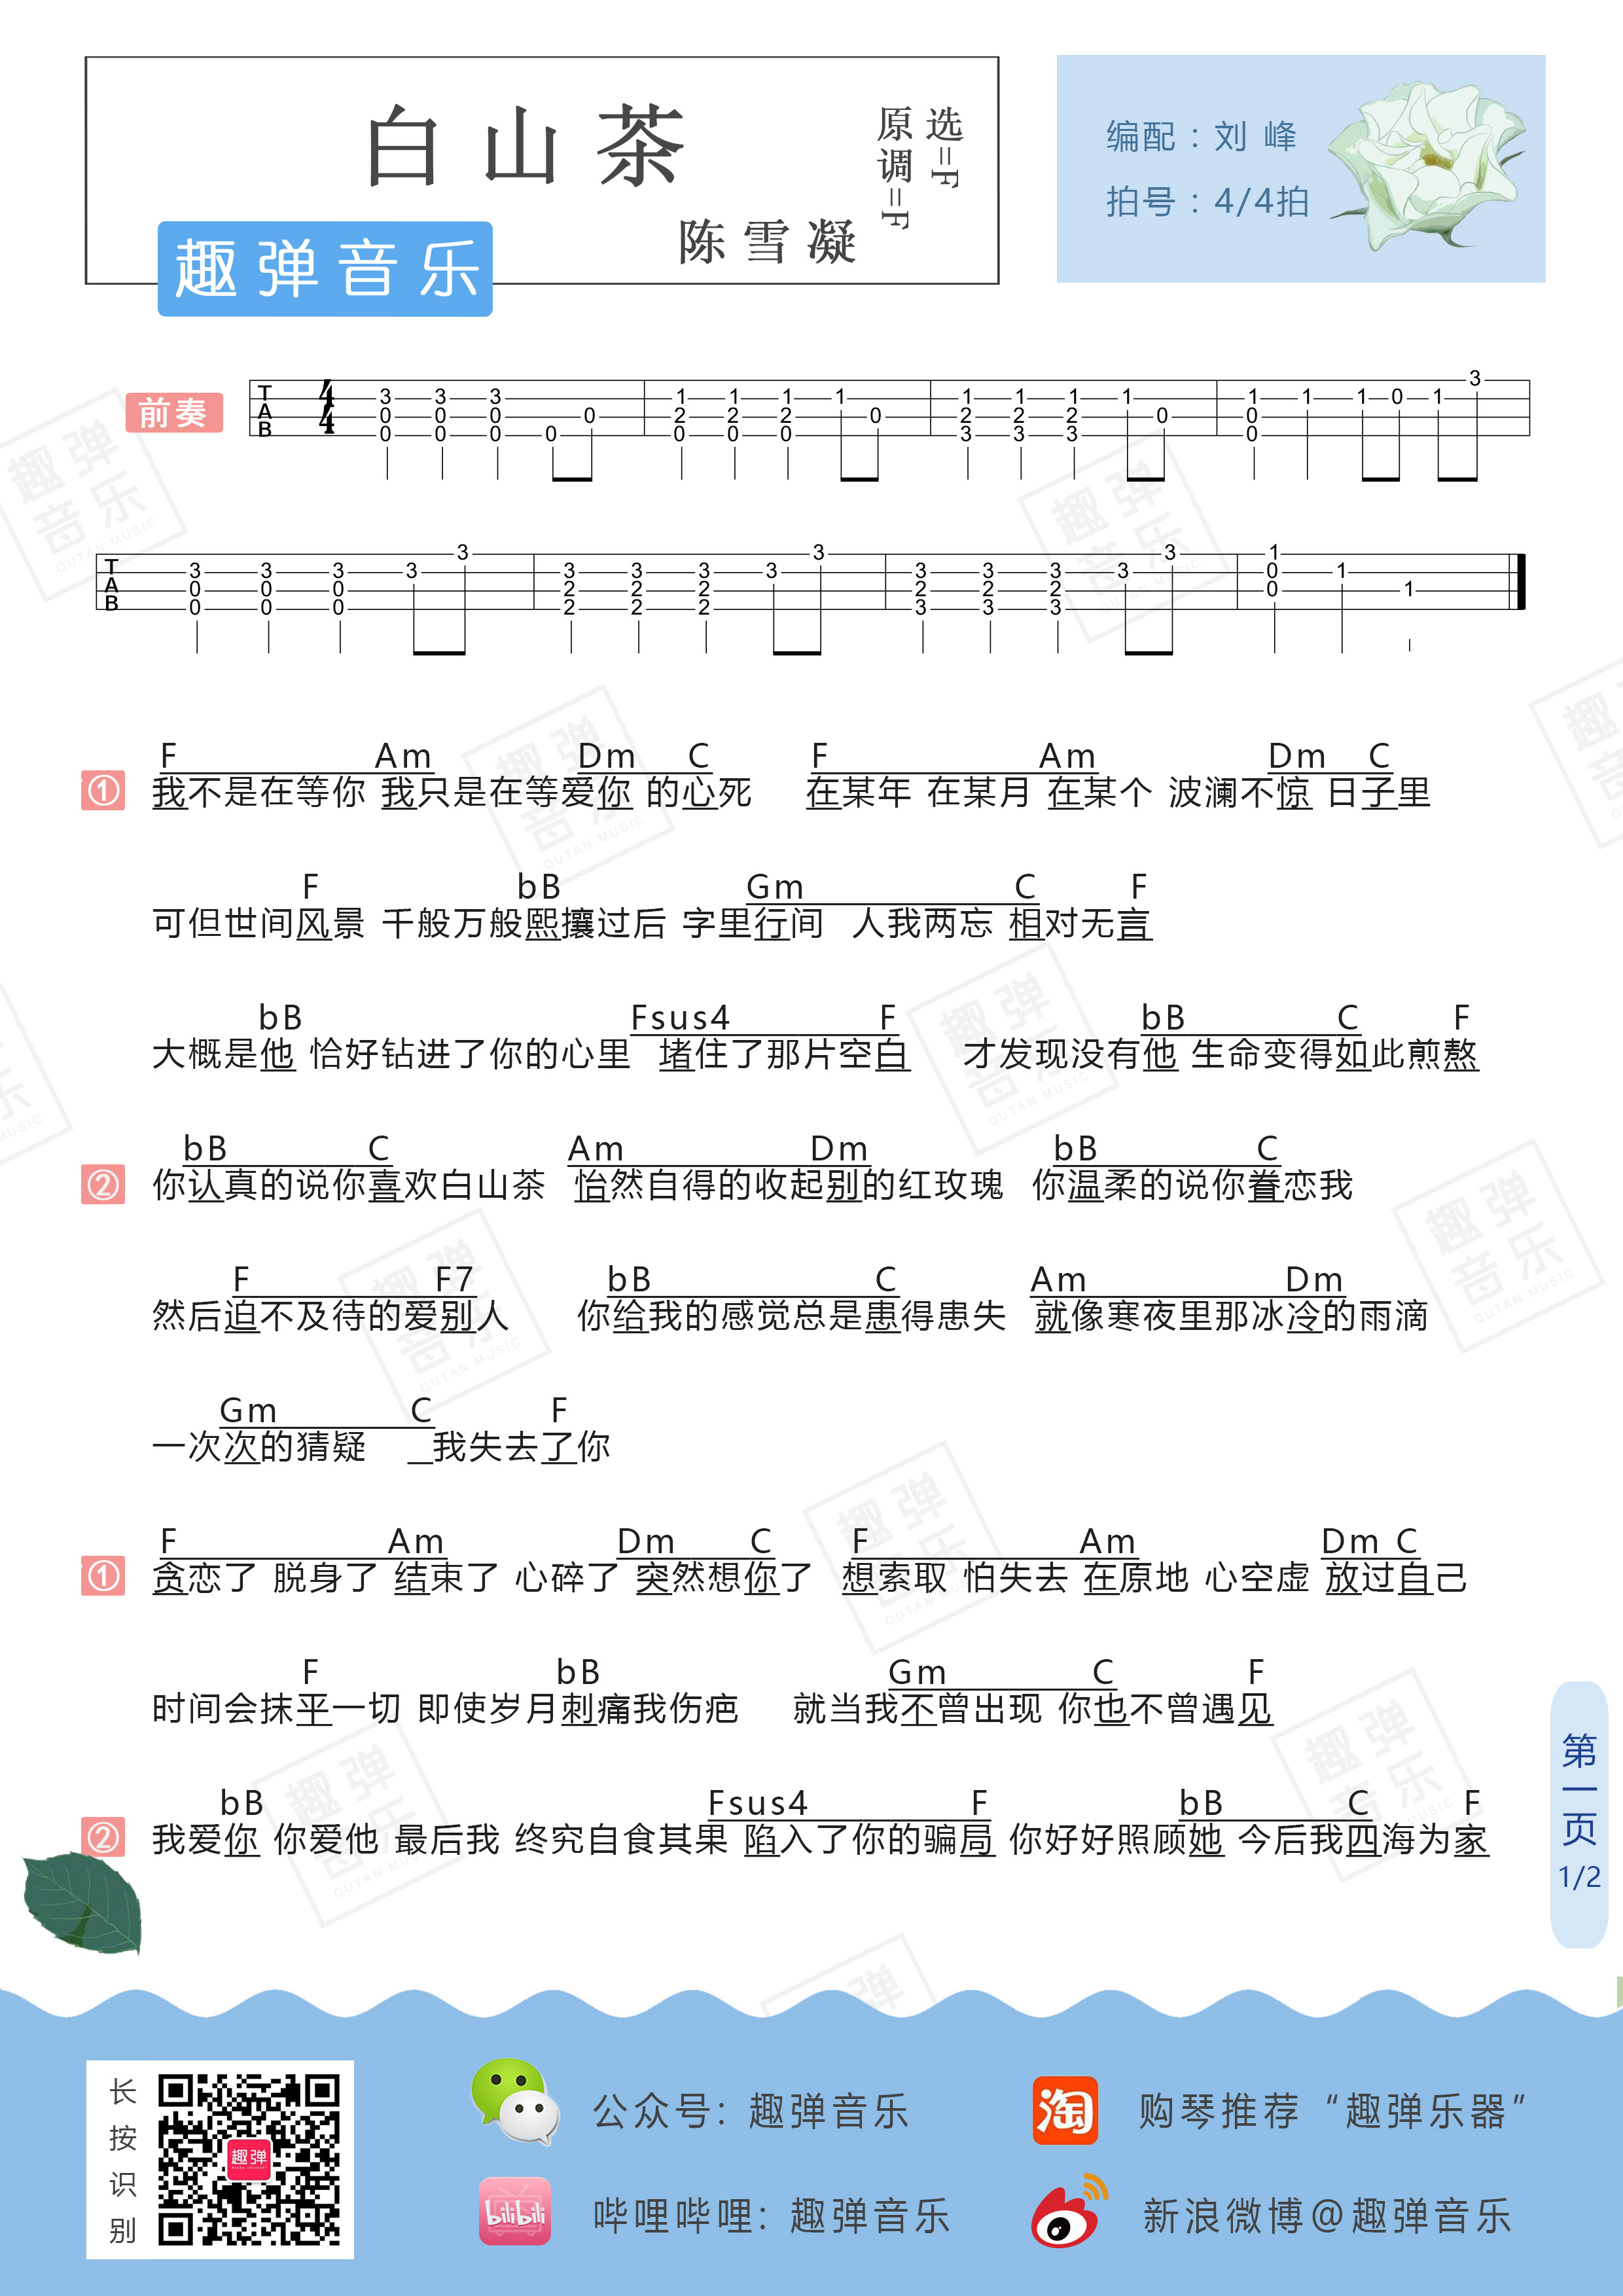 白山茶
原调=F
选=F
陈雪凝
趣弹音乐
编配：刘 峰
拍号：4/4拍
前奏
T A B 4/4
3 3 3 1 1 1 1 1 1 1 1 1 1 1 0 1 3
0 0 0 0 2 2 2 0 2 2 2 0 0
0 0 0 0 0 0 0 3 3 3 0
T A B
3 3 3 1
3 3 3 3 3 3 3 3 3 3 3 3 0 1
0 0 0 2 2 2 2 2 2 0 1
0 0 0 2 2 2 3 3 3
F Am Dm C F Am Dm C
① 我不是在等你 我只是在等爱你 的心死 在某年 在某月 在某个 波澜不惊 日子里
F bB Gm C F
可但世间风景 千般万般熙攘过后 字里行间 人我两忘 相对无言
bB Fsus4 F bB C F
大概是他 恰好钻进了你的心里 堵住了那片空白 才发现没有他 生命变得如此煎熬
bB C Am Dm bB C
② 你认真的说你喜欢白山茶 怡然自得的收起别的红玫瑰 你温柔的说你眷恋我
F F7 bB C Am Dm
然后迫不及待的爱别人 你给我的感觉总是患得患失 就像寒夜里那冰冷的雨滴
Gm C F
一次次的猜疑 _我失去了你
F Am Dm C F Am Dm C
① 贪恋了 脱身了 结束了 心碎了 突然想你了 想索取 怕失去 在原地 心空虚 放过自己
F bB Gm C F
时间会抹平一切 即使岁月刺痛我伤疤 就当我不曾出现 你也不曾遇见
bB Fsus4 F bB C F
② 我爱你 你爱他 最后我 终究自食其果 陷入了你的骗局 你好好照顾她 今后我四海为家
第一页
1/2
长按识别
趣弹
公众号：趣弹音乐
淘
购琴推荐“趣弹乐器”
bilibili
哔哩哔哩：趣弹音乐
新浪微博@趣弹音乐
趣弹音乐
QUTAN MUSIC